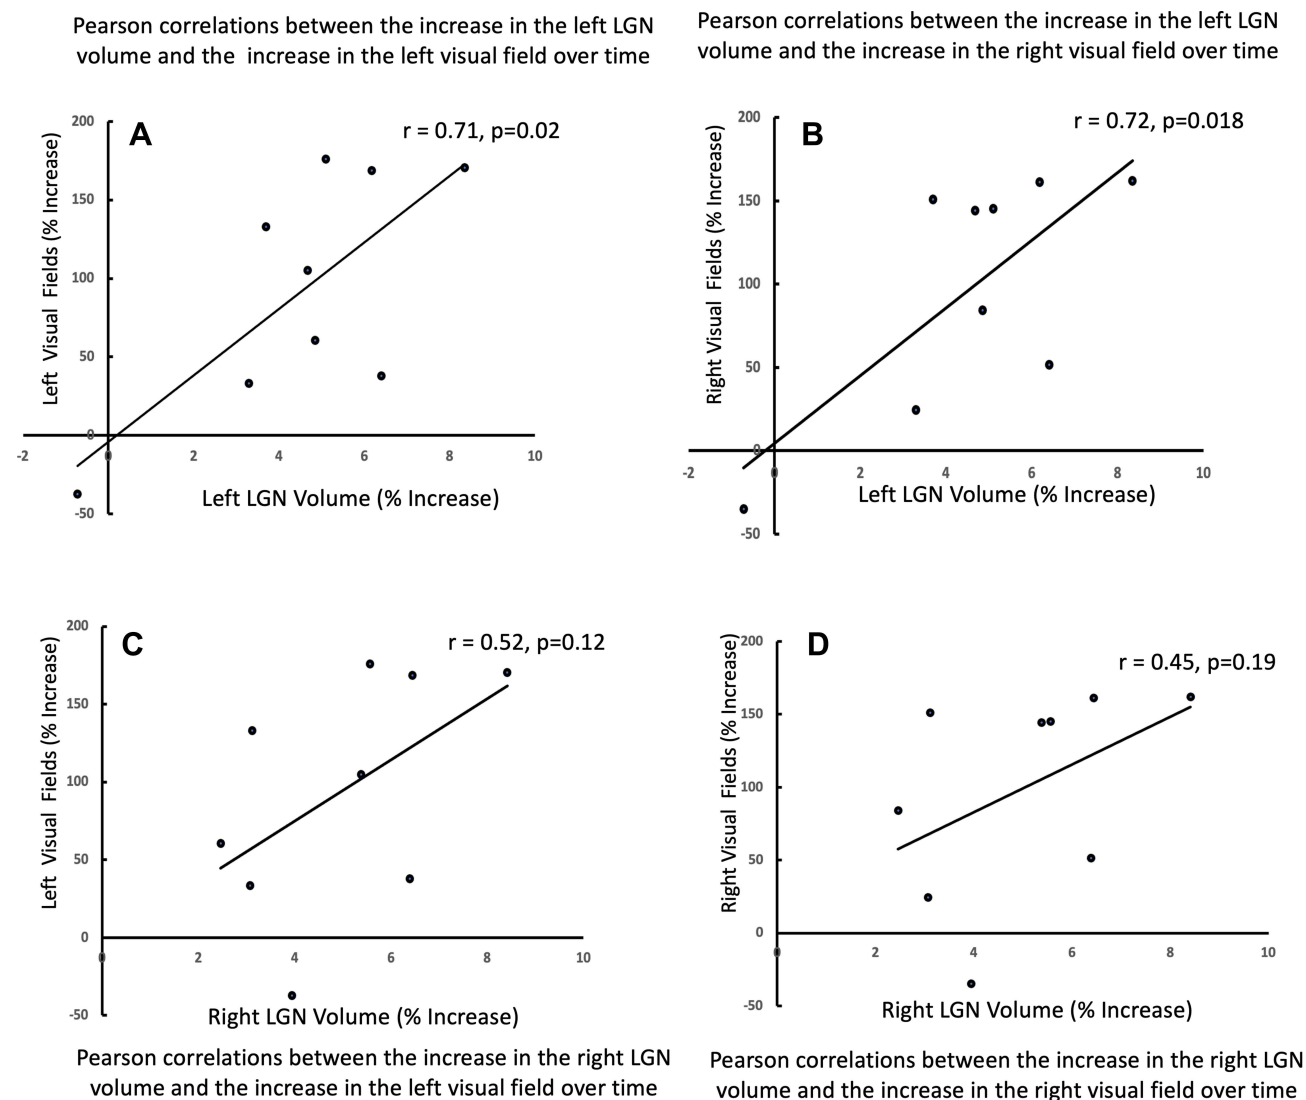 Pearson correlations between the increase in the left LGN
volume and the increase in the left visual field over time
Pearson correlations between the increase in the left LGN
volume and the increase in the right visual field over time
A
r = 0.71, p=0.02
Left Visual Fields (% Increase)
200
150
100
50
0
-50
-2
0
2
4
6
8
10
Left LGN Volume (% Increase)
B
r = 0.72, p=0.018
Right Visual Fields (% Increase)
200
150
100
50
0
-50
-2
0
2
4
6
8
10
Left LGN Volume (% Increase)
C
r = 0.52, p=0.12
Left Visual Fields (% Increase)
200
150
100
50
0
-50
0
2
4
6
8
10
Right LGN Volume (% Increase)
Pearson correlations between the increase in the right LGN
volume and the increase in the left visual field over time
D
r = 0.45, p=0.19
Right Visual Fields (% Increase)
200
150
100
50
0
-50
0
2
4
6
8
10
Right LGN Volume (% Increase)
Pearson correlations between the increase in the right LGN
volume and the increase in the right visual field over time